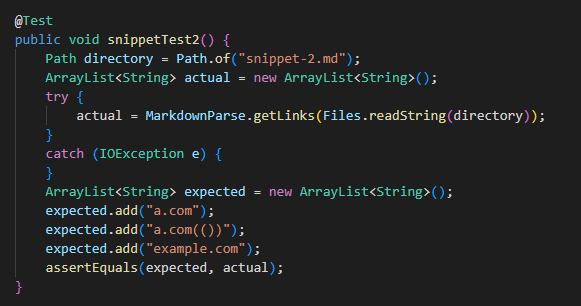 @Test
public void snippetTest2() {
    Path directory = Path.of("snippet-2.md");
    ArrayList<String> actual = new ArrayList<String>();
    try {
        actual = MarkdownParse.getLinks(Files.readString(directory));
    }
    catch (IOException e) {
    }
    ArrayList<String> expected = new ArrayList<String>();
    expected.add("a.com");
    expected.add("a.com(())");
    expected.add("example.com");
    assertEquals(expected, actual);
}